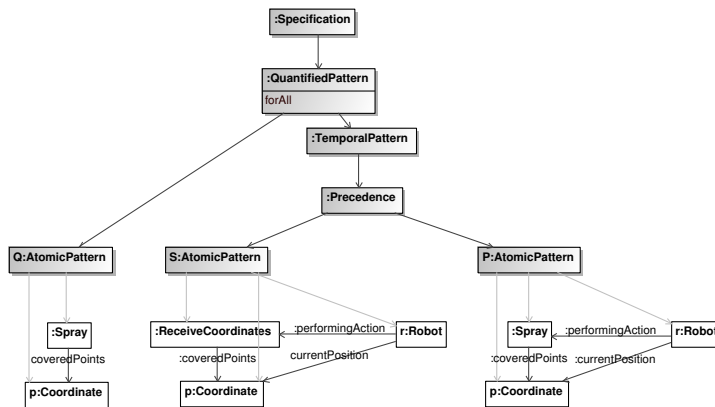 :Specification
:QuantifiedPattern
forAll
:TemporalPattern
:Precedence
Q:AtomicPattern
S:AtomicPattern
P:AtomicPattern
:Spray
:ReceiveCoordinates
:performingAction
r:Robot
:Spray
:performingAction
r:Robot
coveredPoints
:coveredPoints
currentPosition
:coveredPoints
:currentPosition
p:Coordinate
p:Coordinate
p:Coordinate